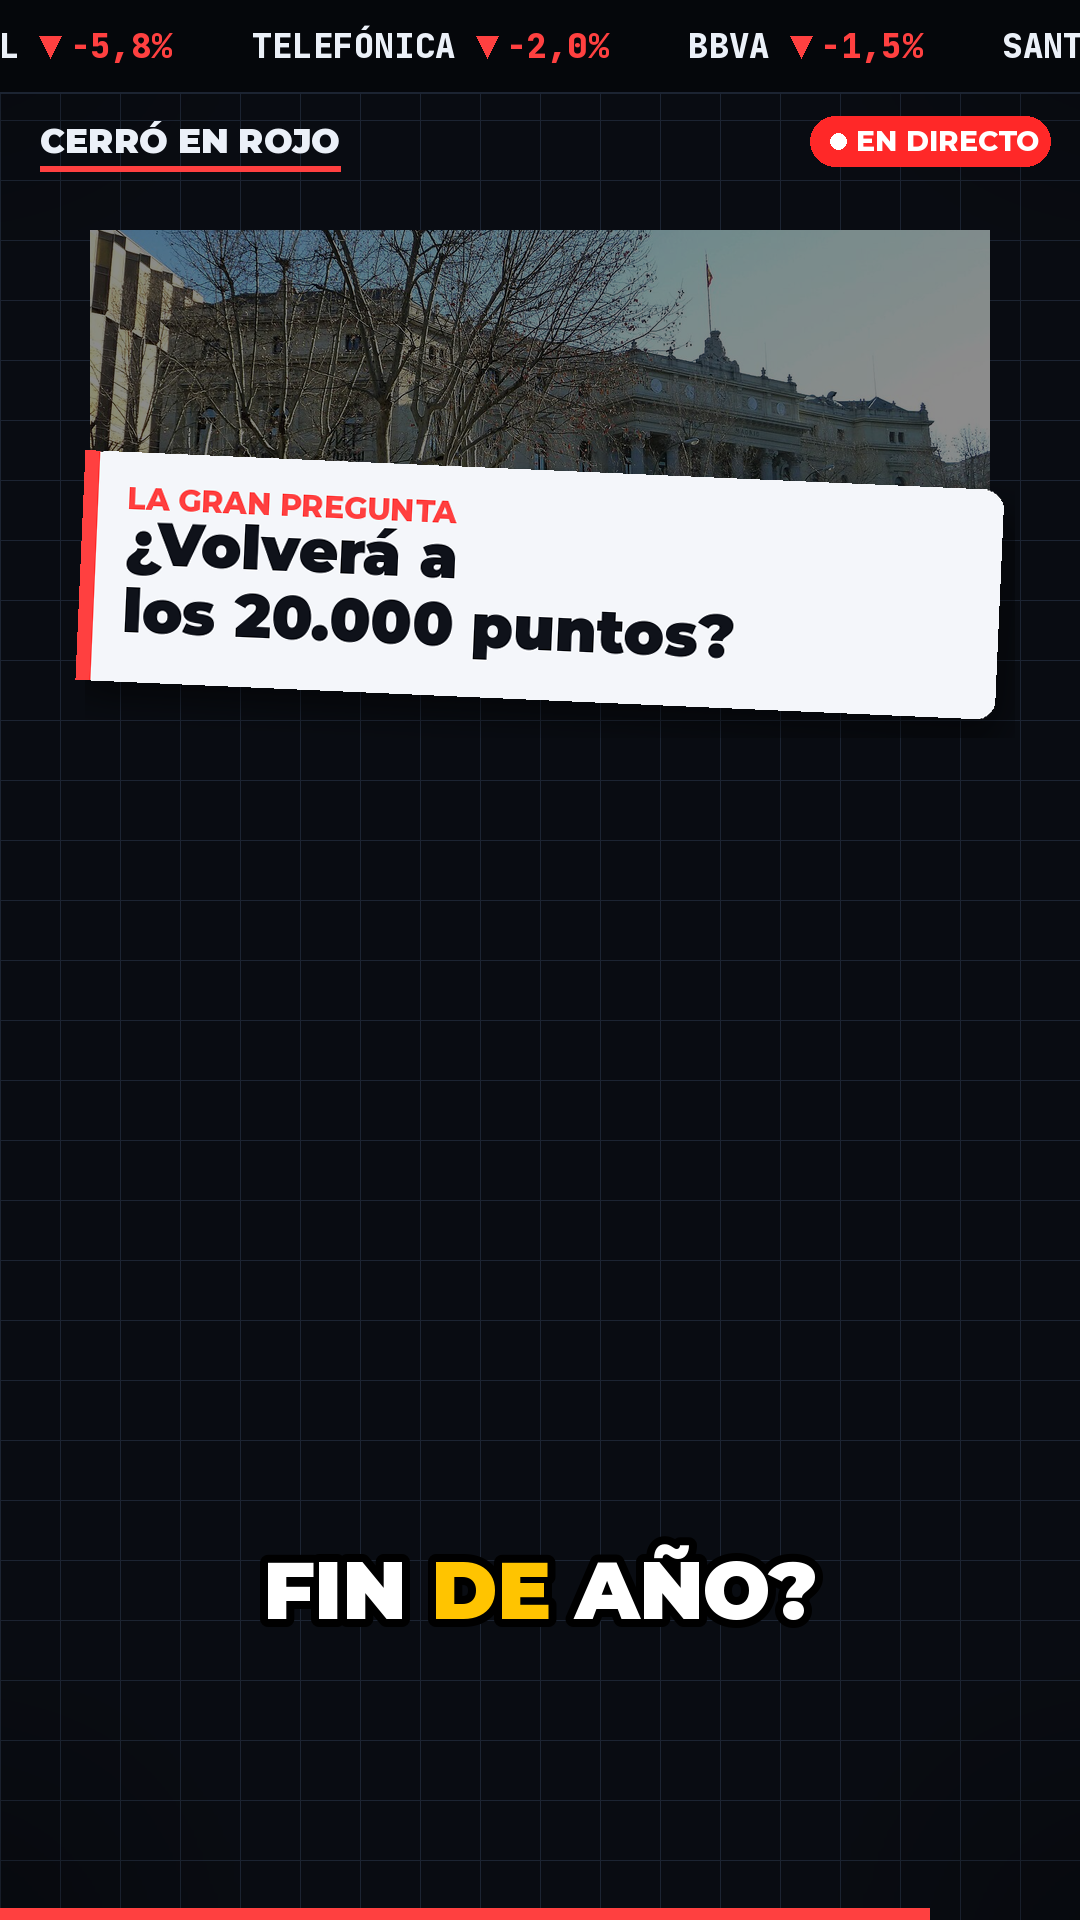 L ▼ -5,8% TELEFÓNICA ▼ -2,0% BBVA ▼ -1,5% SANT
CERRÓ EN ROJO
EN DIRECTO
LA GRAN PREGUNTA
¿Volverá a
los 20.000 puntos?
FIN DE AÑO?